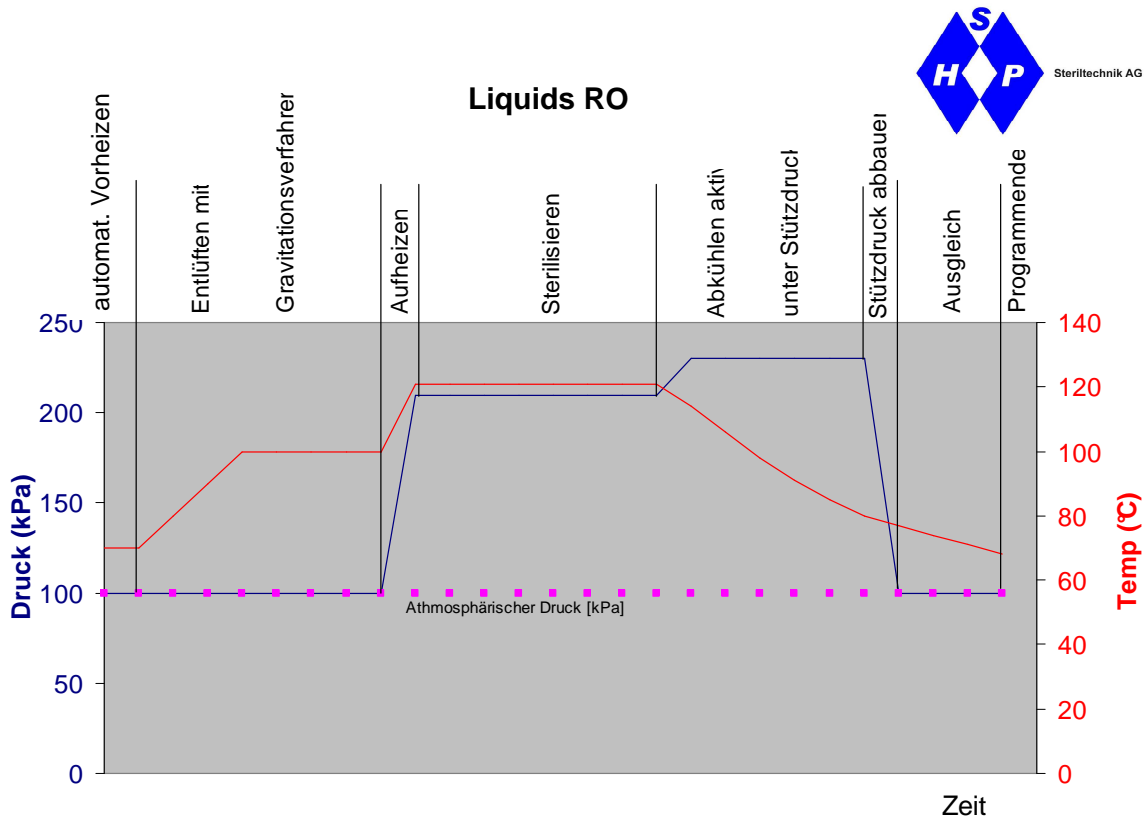 S
H P
Steriltechnik AG
Liquids RO
automat. Vorheizen
Entlüften mit
Gravitationsverfahrer
Aufheizen
Sterilisieren
Abkühlen aktiv
unter Stützdruck
Stützdruck abbauen
Ausgleich
Programmende
250
200
150
100
50
0
Druck (kPa)
Athmosphärischer Druck [kPa]
140
120
100
80
60
40
20
0
Temp (°C)
Zeit